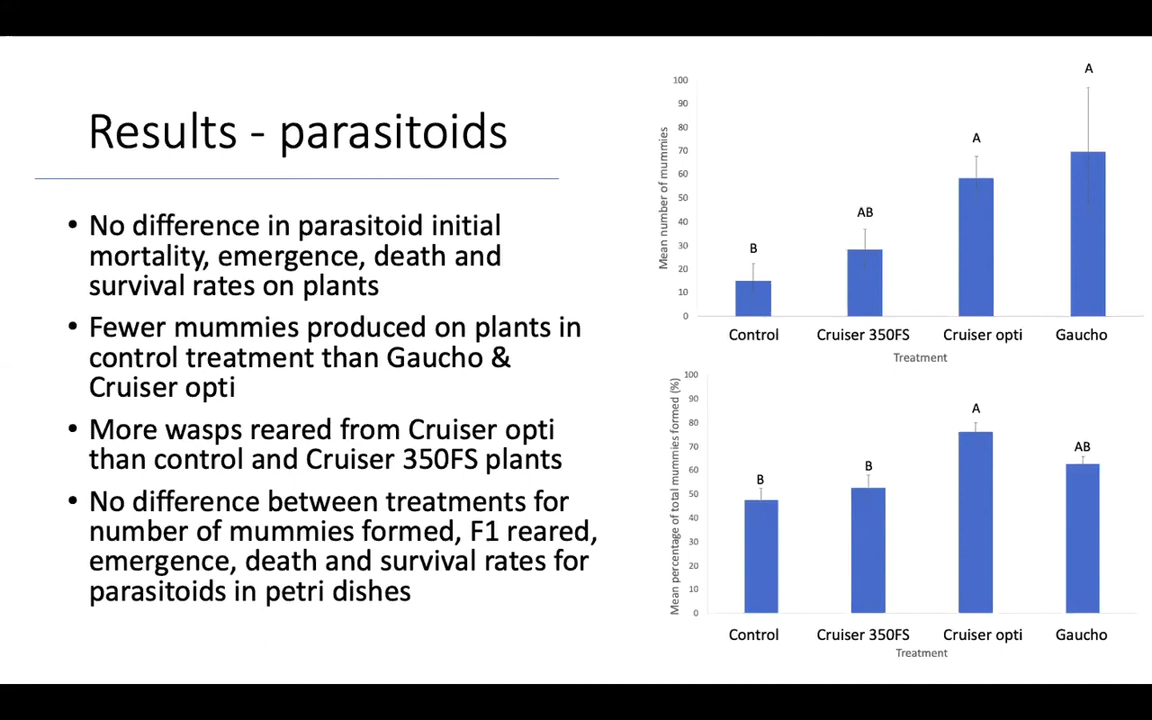 Results - parasitoids
• No difference in parasitoid initial
mortality, emergence, death and
survival rates on plants
• Fewer mummies produced on plants in
control treatment than Gaucho &
Cruiser opti
• More wasps reared from Cruiser opti
than control and Cruiser 350FS plants
• No difference between treatments for
number of mummies formed, F1 reared,
emergence, death and survival rates for
parasitoids in petri dishes
Mean number of mummies
100
90
80
70
60
50
40
30
20
10
0
B
AB
A
A
Control Cruiser 350FS Cruiser opti Gaucho
Treatment
Mean percentage of total mummies formed (%)
100
90
80
70
60
50
40
30
20
10
0
B
B
A
AB
Control Cruiser 350FS Cruiser opti Gaucho
Treatment